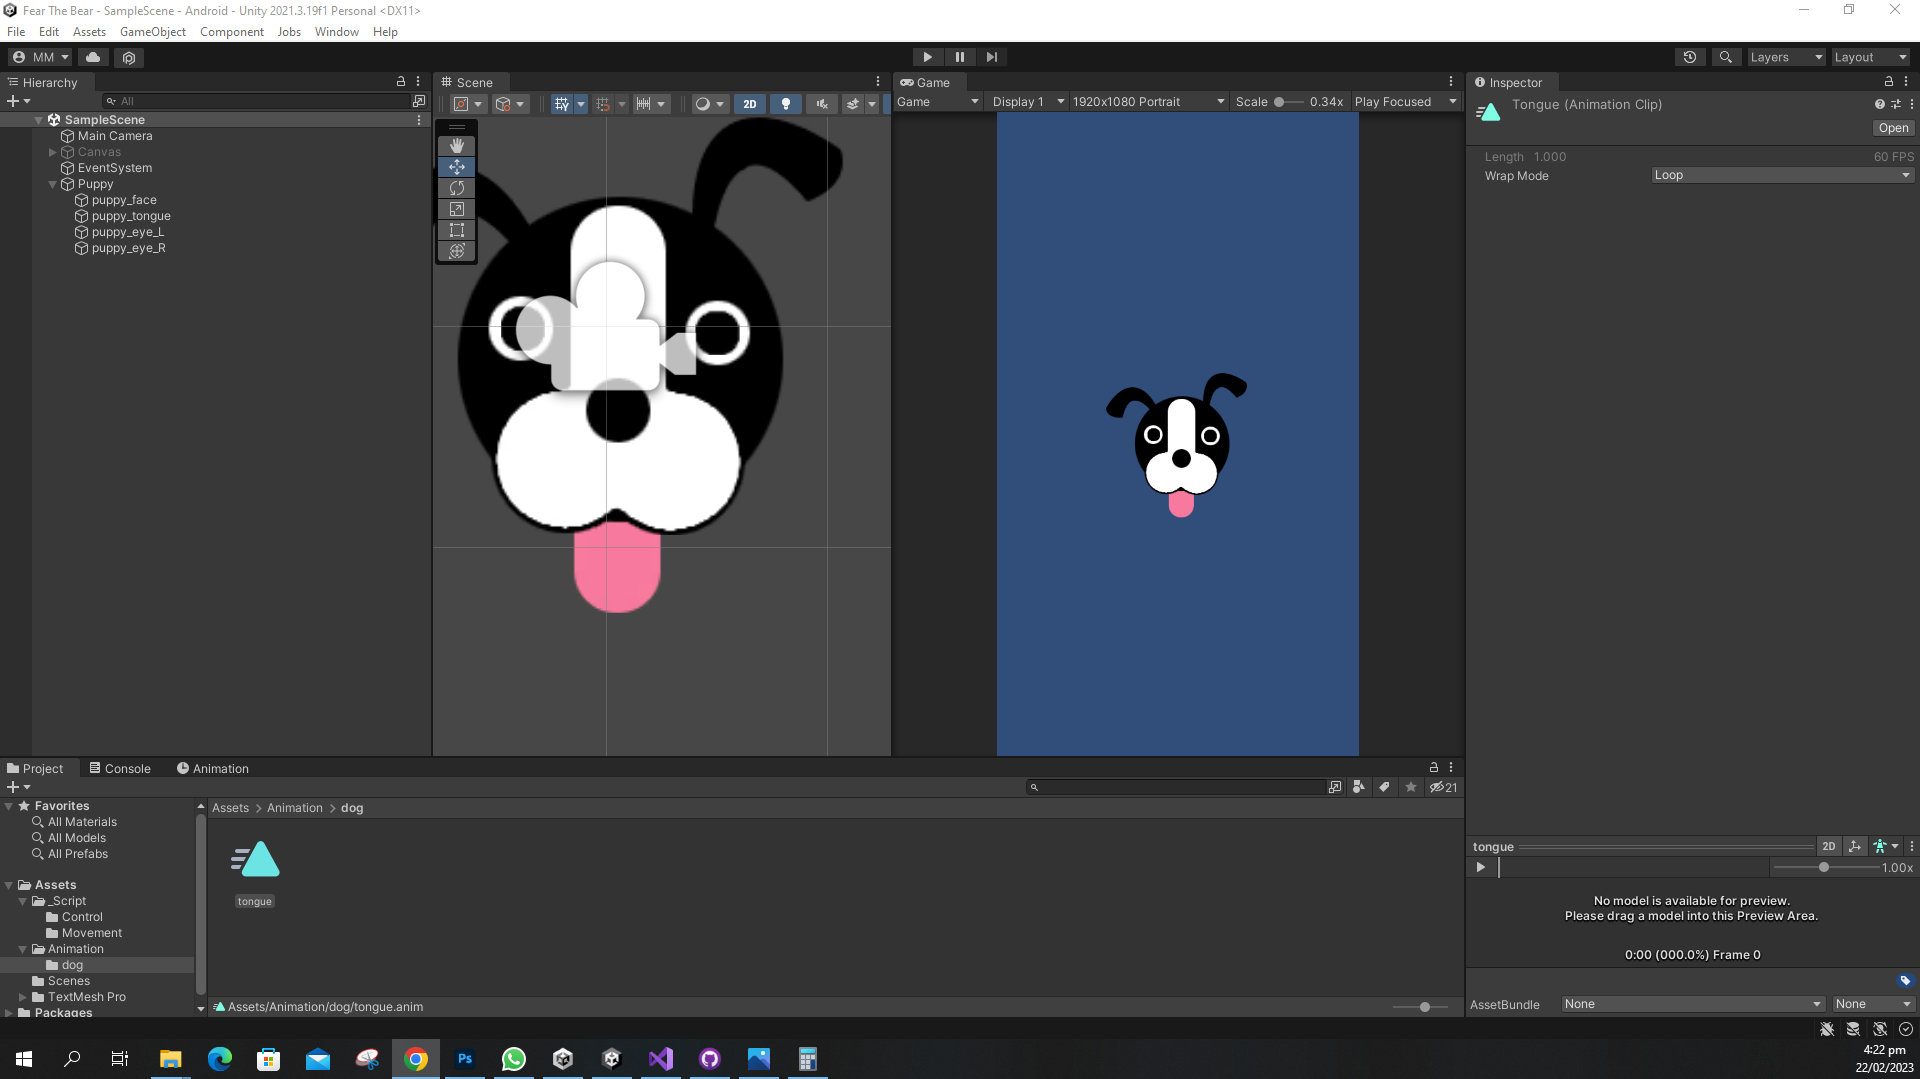 Fear The Bear - SampleScene - Android - Unity 2021.3.19f1 Personal <DX11>
File Edit Assets GameObject Component Jobs Window Help
MM Layers Layout
Hierarchy
All
SampleScene
Main Camera
Canvas
EventSystem
Puppy
puppy_face
puppy_tongue
puppy_eye_L
puppy_eye_R
Scene
2D
Game
Game Display 1 1920x1080 Portrait Scale 0.34x Play Focused
Inspector
Tongue (Animation Clip)
Open
Length 1.000 60 FPS
Wrap Mode Loop
Project Console Animation
21
Favorites
All Materials
All Models
All Prefabs
Assets
_Script
Control
Movement
Animation
dog
Scenes
TextMesh Pro
Packages
Assets > Animation > dog
tongue
Assets/Animation/dog/tongue.anim
tongue 2D
1.00x
No model is available for preview.
Please drag a model into this Preview Area.
0:00 (000.0%) Frame 0
AssetBundle None None
Ps
4:22 pm
22/02/2023